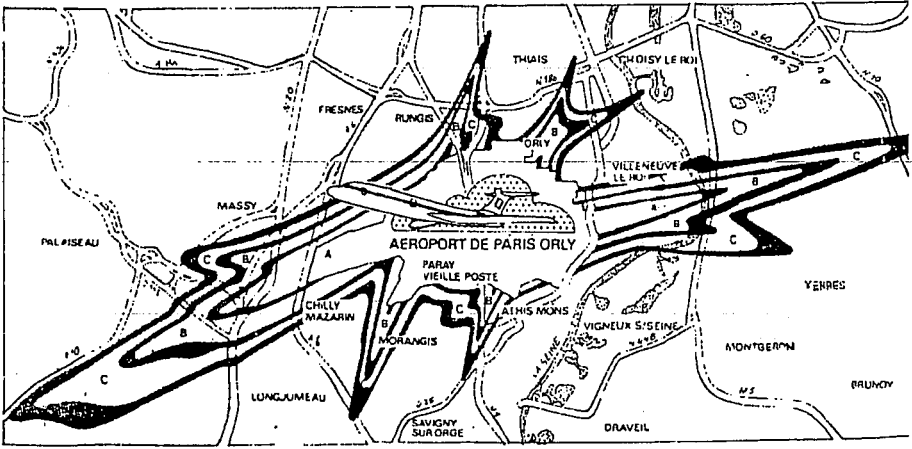 THIAIS
CHOISY LE ROI
FRESNES
RUNGIS
C
B
C
B
ORLY
VILLENEUVE
LE ROI
C
B
A
MASSY
B
C
PALAISEAU
C
B
A
AEROPORT DE PARIS ORLY
PARAY
VIEILLE POSTE
YERRES
CHILLY
MAZARIN
B
C
B
ATHIS MONS
B
MORANGIS
VIGNEUX S/SEINE
LA SEINE
MONTGERON
C
A6
N5
BRUNOY
LONGJUMEAU
SAVIGNY
SUR ORGE
DRAVEIL